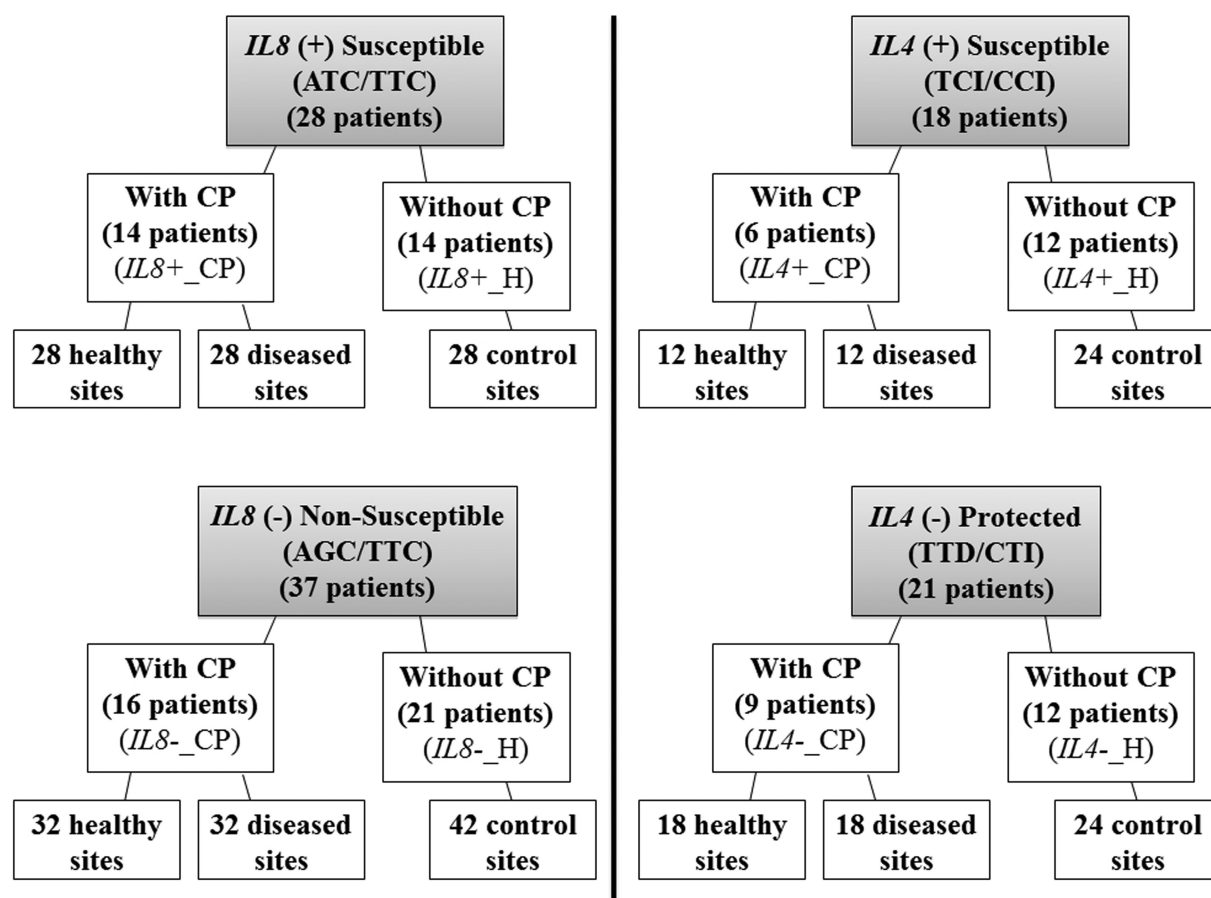 IL8 (+) Susceptible
(ATC/TTC)
(28 patients)
With CP
(14 patients)
(IL8+_CP)
Without CP
(14 patients)
(IL8+_H)
28 healthy
sites
28 diseased
sites
28 control
sites
IL4 (+) Susceptible
(TCI/CCI)
(18 patients)
With CP
(6 patients)
(IL4+_CP)
Without CP
(12 patients)
(IL4+_H)
12 healthy
sites
12 diseased
sites
24 control
sites
IL8 (-) Non-Susceptible
(AGC/TTC)
(37 patients)
With CP
(16 patients)
(IL8-_CP)
Without CP
(21 patients)
(IL8-_H)
32 healthy
sites
32 diseased
sites
42 control
sites
IL4 (-) Protected
(TTD/CTI)
(21 patients)
With CP
(9 patients)
(IL4-_CP)
Without CP
(12 patients)
(IL4-_H)
18 healthy
sites
18 diseased
sites
24 control
sites